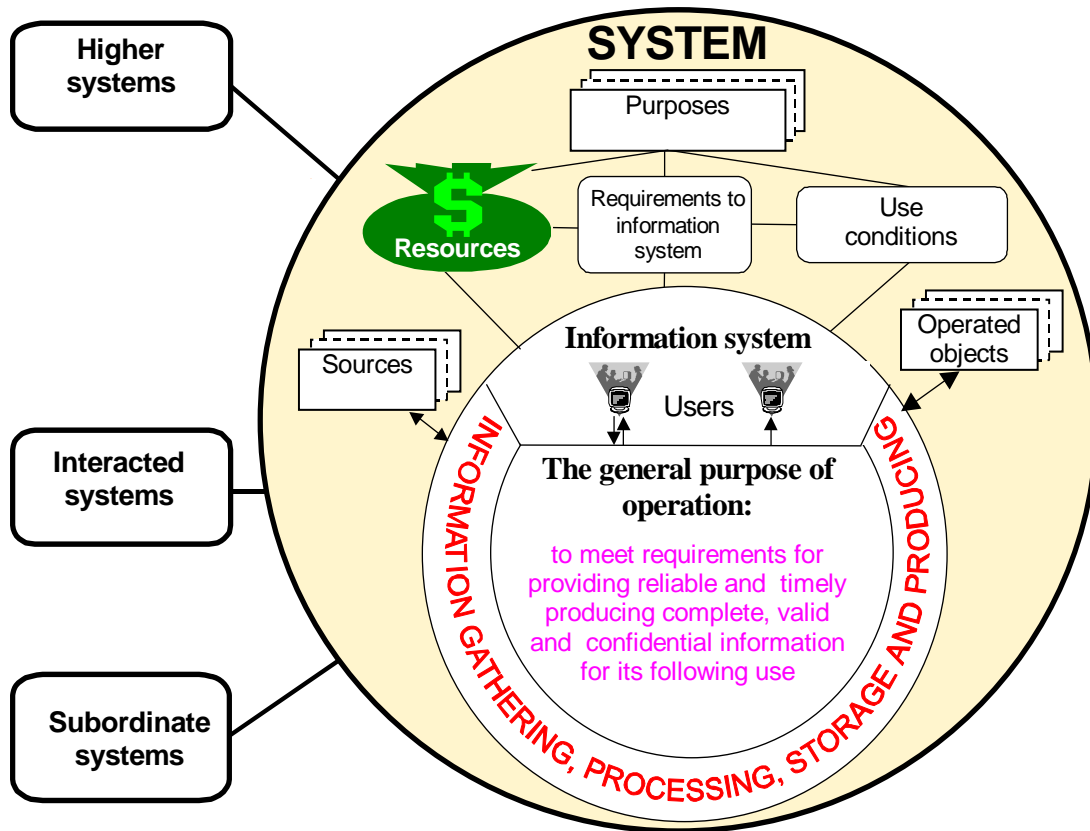 Higher
systems
SYSTEM
Purposes
$
Resources
Requirements to
information
system
Use
conditions
Sources
Operated
objects
Information system
Users
Interacted
systems
The general purpose of
operation:
to meet requirements for
providing reliable and timely
producing complete, valid
and confidential information
for its following use
INFORMATION GATHERING, PROCESSING, STORAGE AND PRODUCING
Subordinate
systems